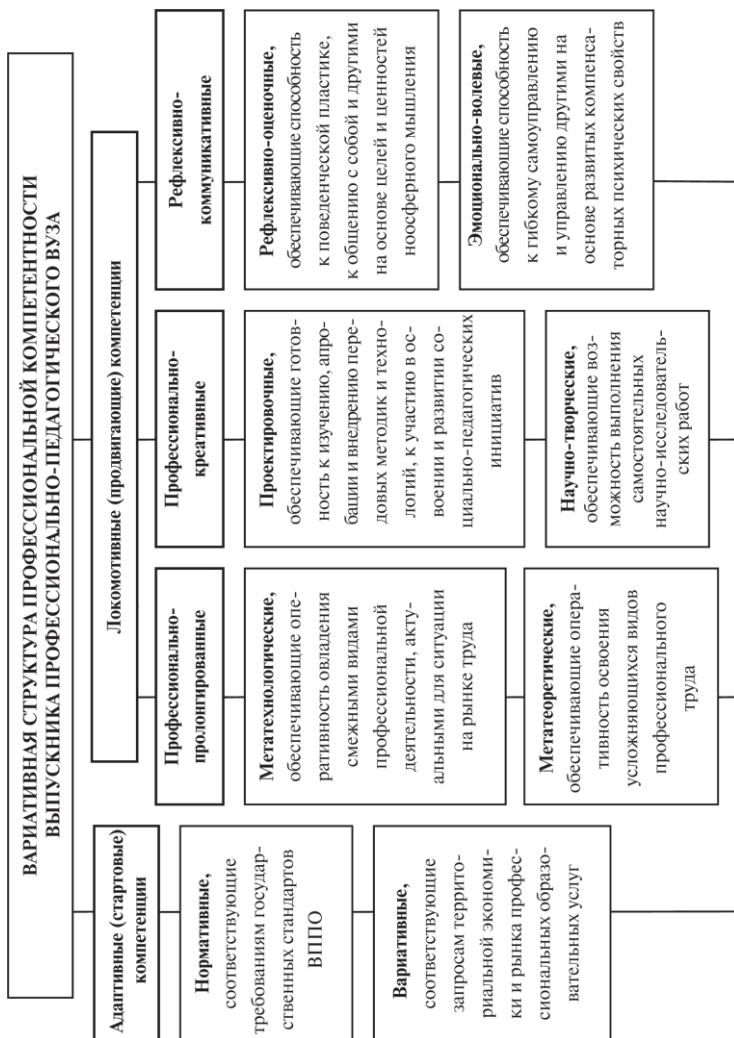 ВАРИАТИВНАЯ СТРУКТУРА ПРОФЕССИОНАЛЬНОЙ КОМПЕТЕНТНОСТИ
ВЫПУСКНИКА ПРОФЕССИОНАЛЬНО-ПЕДАГОГИЧЕСКОГО ВУЗА
Адаптивные (стартовые)
компетенции
Нормативные,
соответствующие
требованиям государ-
ственных стандартов
ВППО
Вариативные,
соответствующие
запросам террито-
риальной экономи-
ки и рынка профес-
сиональных образо-
вательных услуг
Локомотивные (продвигающие) компетенции
Профессионально-
пролонгированные
Метатехнологические,
обеспечивающие опе-
ративность овладения
смежными видами
профессиональной
деятельности, акту-
альными для ситуации
на рынке труда
Метатеоретические,
обеспечивающие опера-
тивность освоения
усложняющихся видов
профессионального
труда
Профессионально-
креативные
Проектировочные,
обеспечивающие готов-
ность к изучению, апро-
бации и внедрению пере-
довых методик и техно-
логий, к участию в ос-
воении и развитии со-
циально-педагогических
инициатив
Научно-творческие,
обеспечивающие воз-
можность выполнения
самостоятельных
научно-исследователь-
ских работ
Рефлексивно-
коммуникативные
Рефлексивно-оценочные,
обеспечивающие способность
к поведенческой пластике,
к общению с собой и другими
на основе целей и ценностей
ноосферного мышления
Эмоционально-волевые,
обеспечивающие способность
к гибкому самоуправлению
и управлению другими на
основе развитых компенса-
торных психических свойств